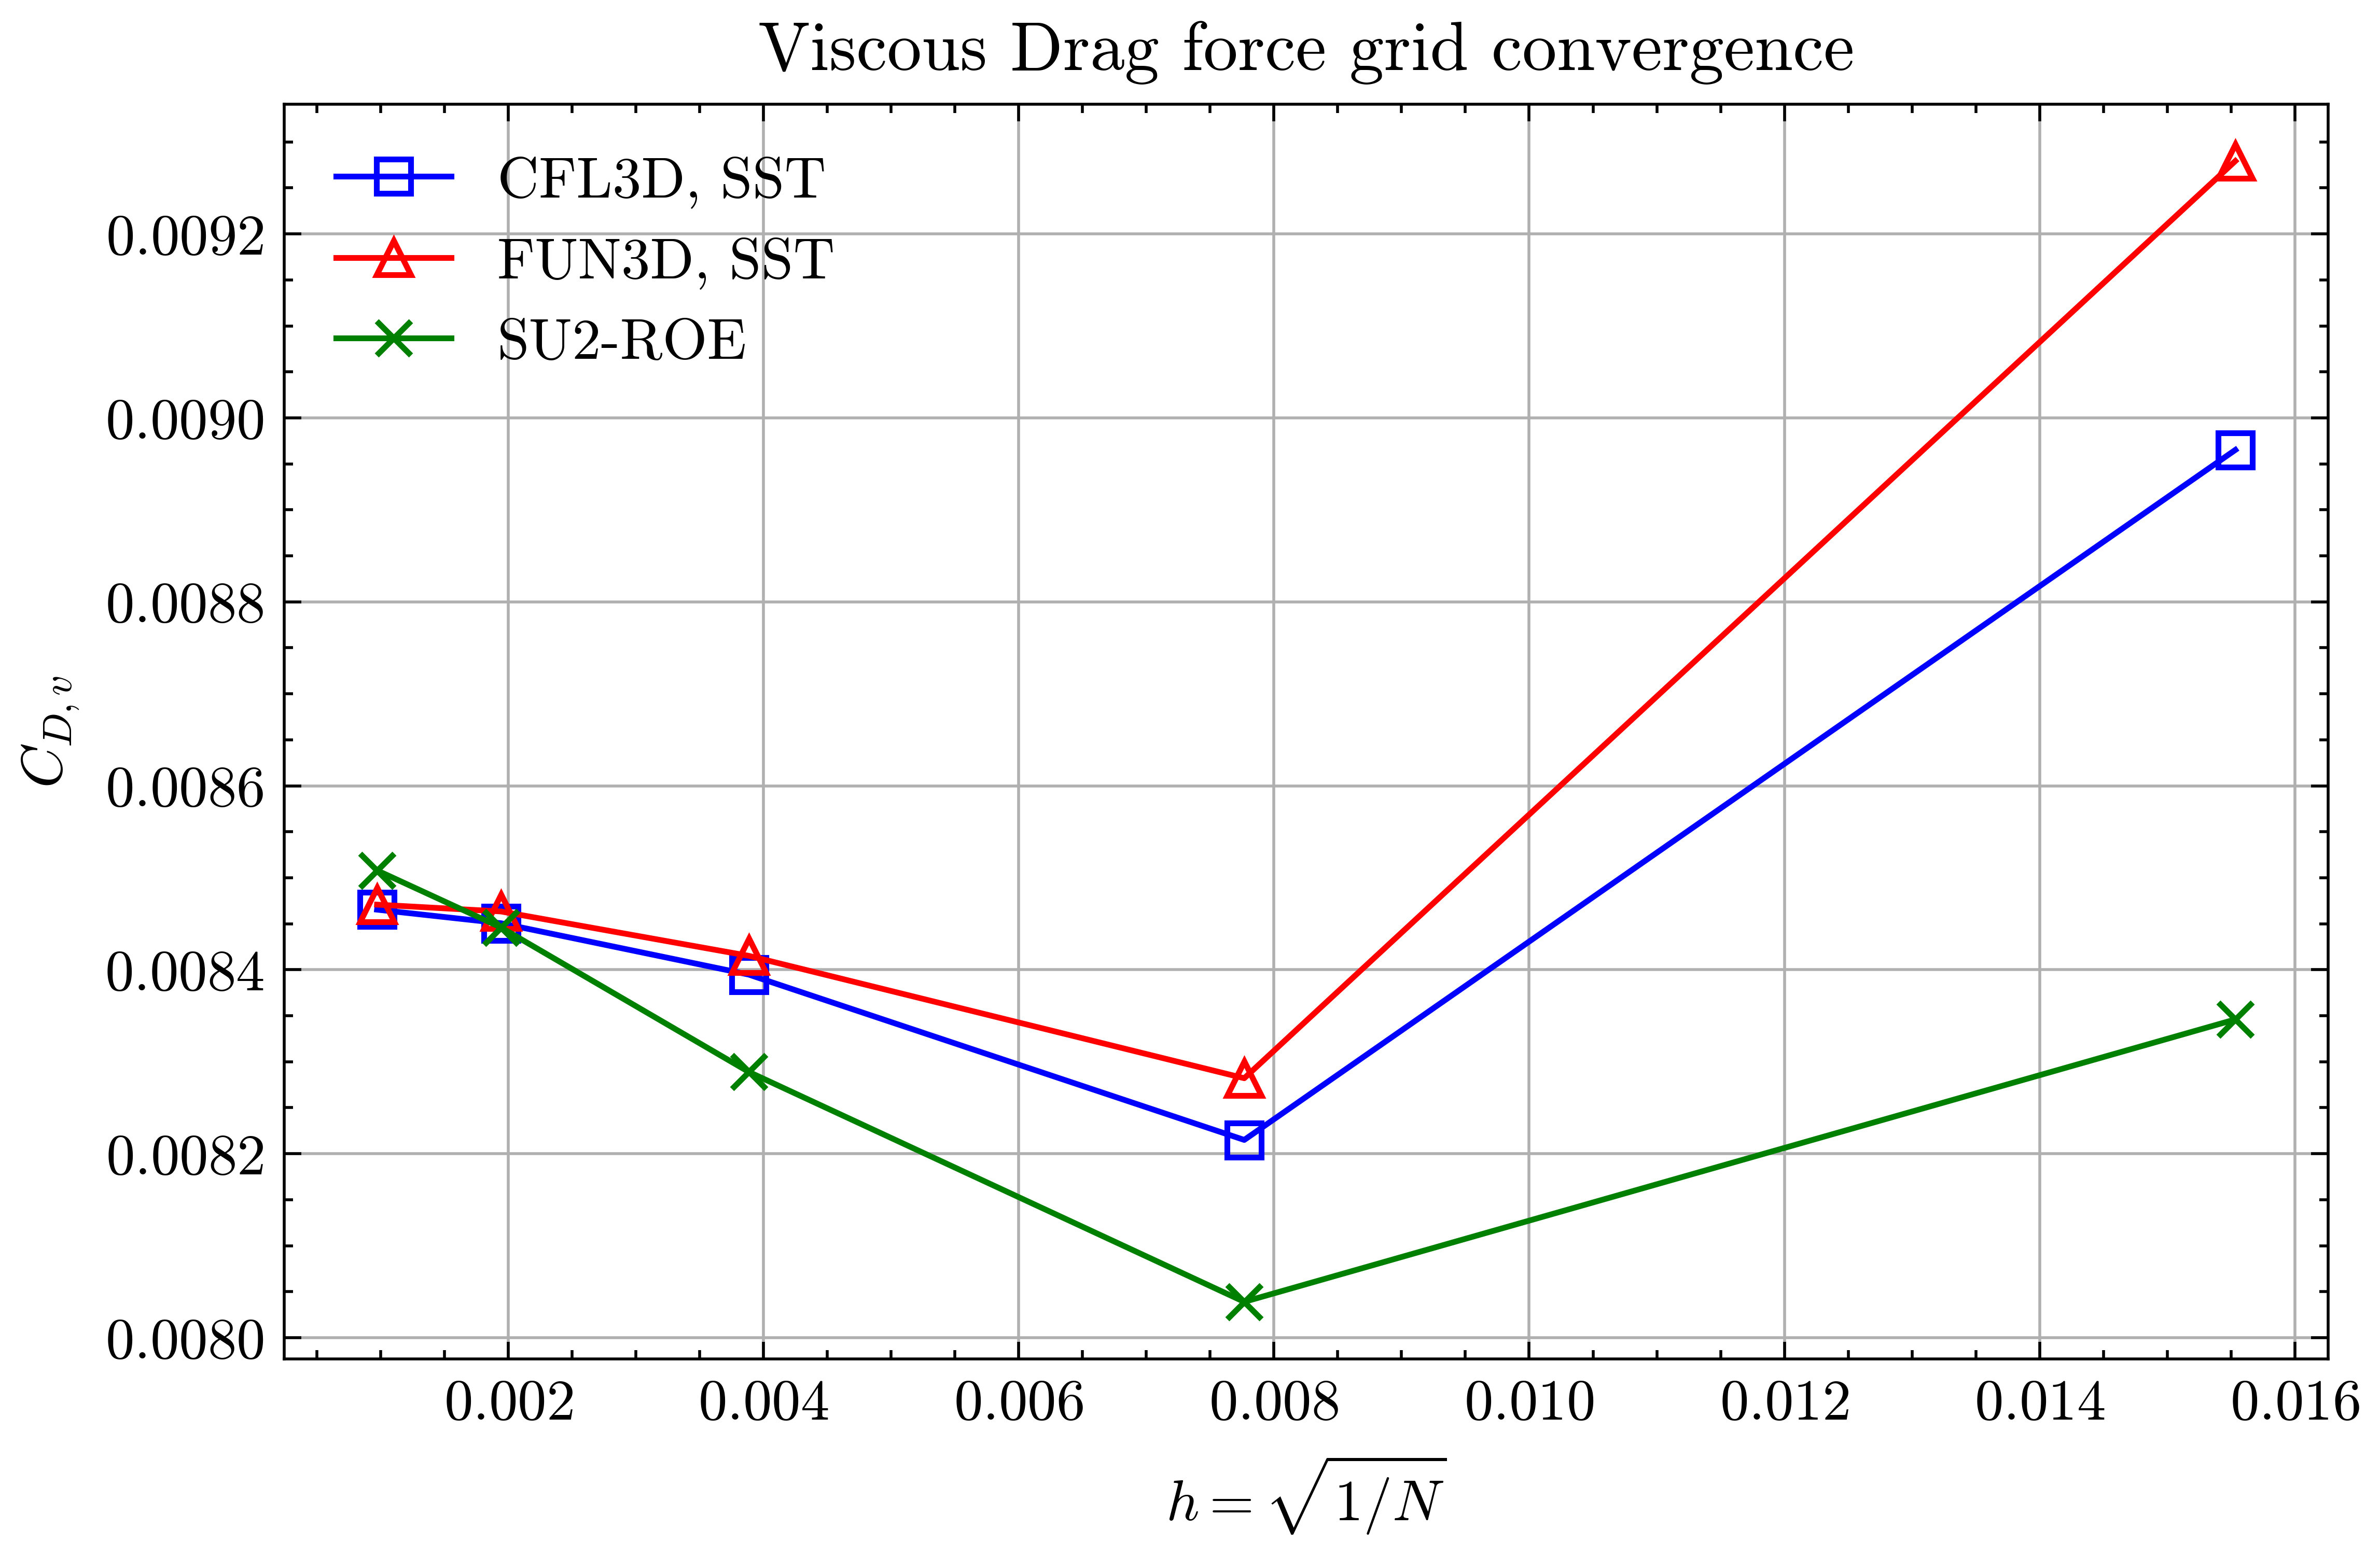 Viscous Drag force grid convergence
CFL3D, SST
FUN3D, SST
SU2-ROE
0.0092
0.0090
0.0088
0.0086
0.0084
0.0082
0.0080
C_{D,v}
0.002 0.004 0.006 0.008 0.010 0.012 0.014 0.016
h = √1/N